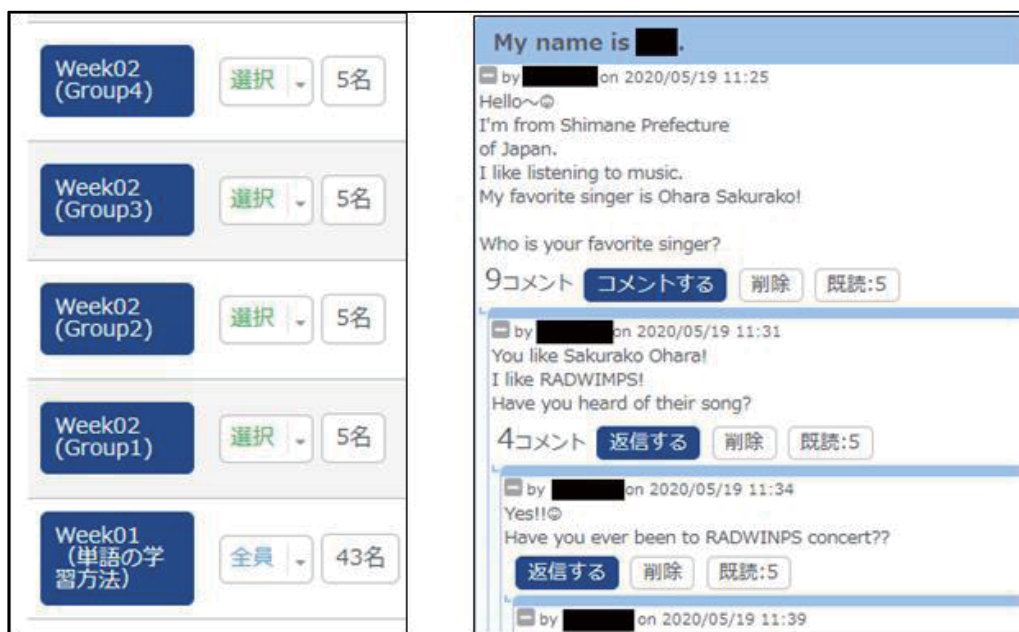 Week02
(Group4)
選択
5名
Week02
(Group3)
選択
5名
Week02
(Group2)
選択
5名
Week02
(Group1)
選択
5名
Week01
（単語の学
習方法）
全員
43名
My name is .
by on 2020/05/19 11:25
Hello～☺
I'm from Shimane Prefecture
of Japan.
I like listening to music.
My favorite singer is Ohara Sakurako!
Who is your favorite singer?
9コメント コメントする 削除 既読:5
by on 2020/05/19 11:31
You like Sakurako Ohara!
I like RADWIMPS!
Have you heard of their song?
4コメント 返信する 削除 既読:5
by on 2020/05/19 11:34
Yes!!☺
Have you ever been to RADWINPS concert??
返信する 削除 既読:5
by on 2020/05/19 11:39